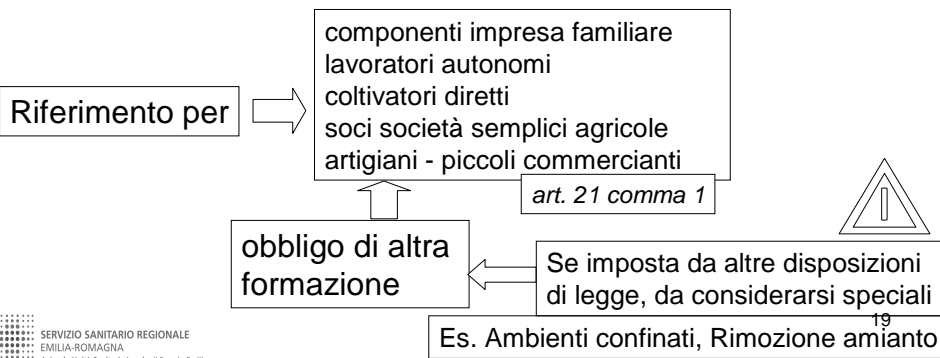 Riferimento per
componenti impresa familiare
lavoratori autonomi
coltivatori diretti
soci società semplici agricole
artigiani - piccoli commercianti
art. 21 comma 1
obbligo di altra
formazione
Se imposta da altre disposizioni
di legge, da considerarsi speciali
Es. Ambienti confinati, Rimozione amianto
19
SERVIZIO SANITARIO REGIONALE
EMILIA-ROMAGNA